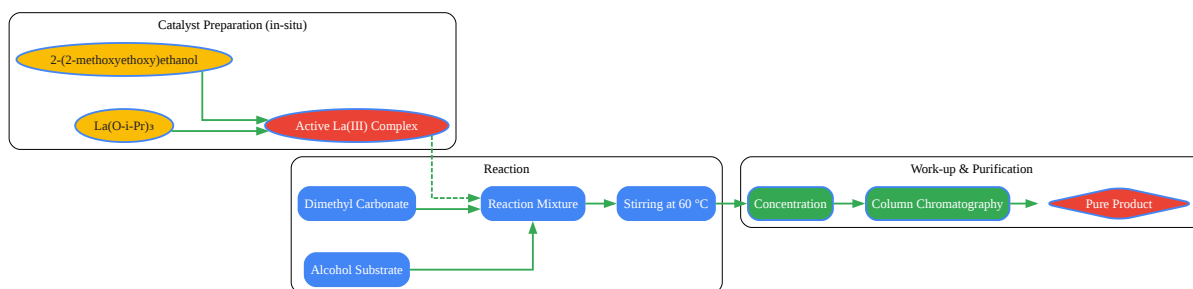 Catalyst Preparation (in-situ)
2-(2-methoxyethoxy)ethanol
La(O-i-Pr)₃
Active La(III) Complex
Reaction
Dimethyl Carbonate
Reaction Mixture
Stirring at 60 °C
Alcohol Substrate
Work-up & Purification
Concentration
Column Chromatography
Pure Product